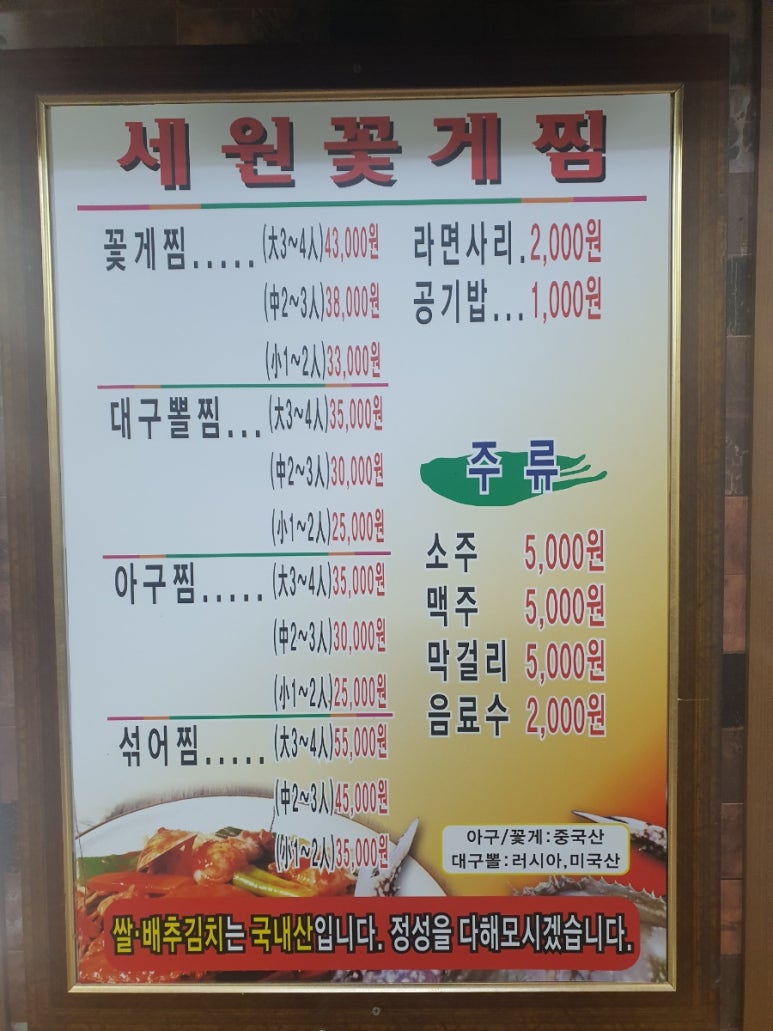 세원꽃게찜
꽃게찜.....(大3~4人)43,000원
(中2~3人)38,000원
(小1~2人)33,000원
대구뽈찜...(大3~4人)35,000원
(中2~3人)30,000원
(小1~2人)25,000원
아구찜.....(大3~4人)35,000원
(中2~3人)30,000원
(小1~2人)25,000원
섞어찜.....(大3~4人)55,000원
(中2~3人)45,000원
(小1~2人)35,000원
라면사리.2,000원
공기밥...1,000원
주류
소주 5,000원
맥주 5,000원
막걸리 5,000원
음료수 2,000원
아구/꽃게:중국산
대구뽈:러시아,미국산
쌀·배추김치는 국내산입니다. 정성을 다해모시겠습니다.